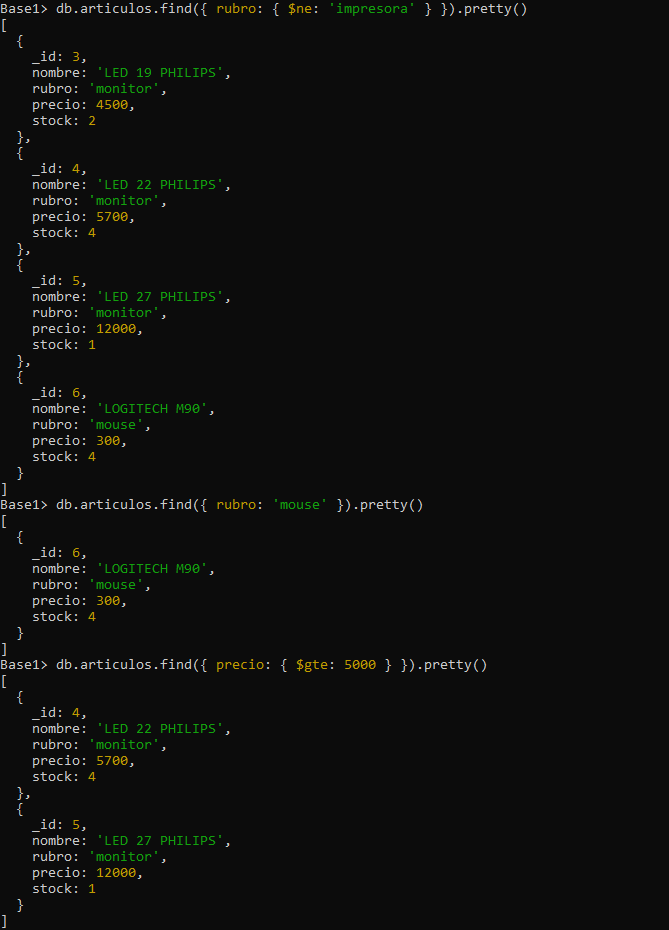 Base1> db.articulos.find({ rubro: { $ne: 'impresora' } }).pretty()
[
  {
    _id: 3,
    nombre: 'LED 19 PHILIPS',
    rubro: 'monitor',
    precio: 4500,
    stock: 2
  },
  {
    _id: 4,
    nombre: 'LED 22 PHILIPS',
    rubro: 'monitor',
    precio: 5700,
    stock: 4
  },
  {
    _id: 5,
    nombre: 'LED 27 PHILIPS',
    rubro: 'monitor',
    precio: 12000,
    stock: 1
  },
  {
    _id: 6,
    nombre: 'LOGITECH M90',
    rubro: 'mouse',
    precio: 300,
    stock: 4
  }
]
Base1> db.articulos.find({ rubro: 'mouse' }).pretty()
[
  {
    _id: 6,
    nombre: 'LOGITECH M90',
    rubro: 'mouse',
    precio: 300,
    stock: 4
  }
]
Base1> db.articulos.find({ precio: { $gte: 5000 } }).pretty()
[
  {
    _id: 4,
    nombre: 'LED 22 PHILIPS',
    rubro: 'monitor',
    precio: 5700,
    stock: 4
  },
  {
    _id: 5,
    nombre: 'LED 27 PHILIPS',
    rubro: 'monitor',
    precio: 12000,
    stock: 1
  }
]